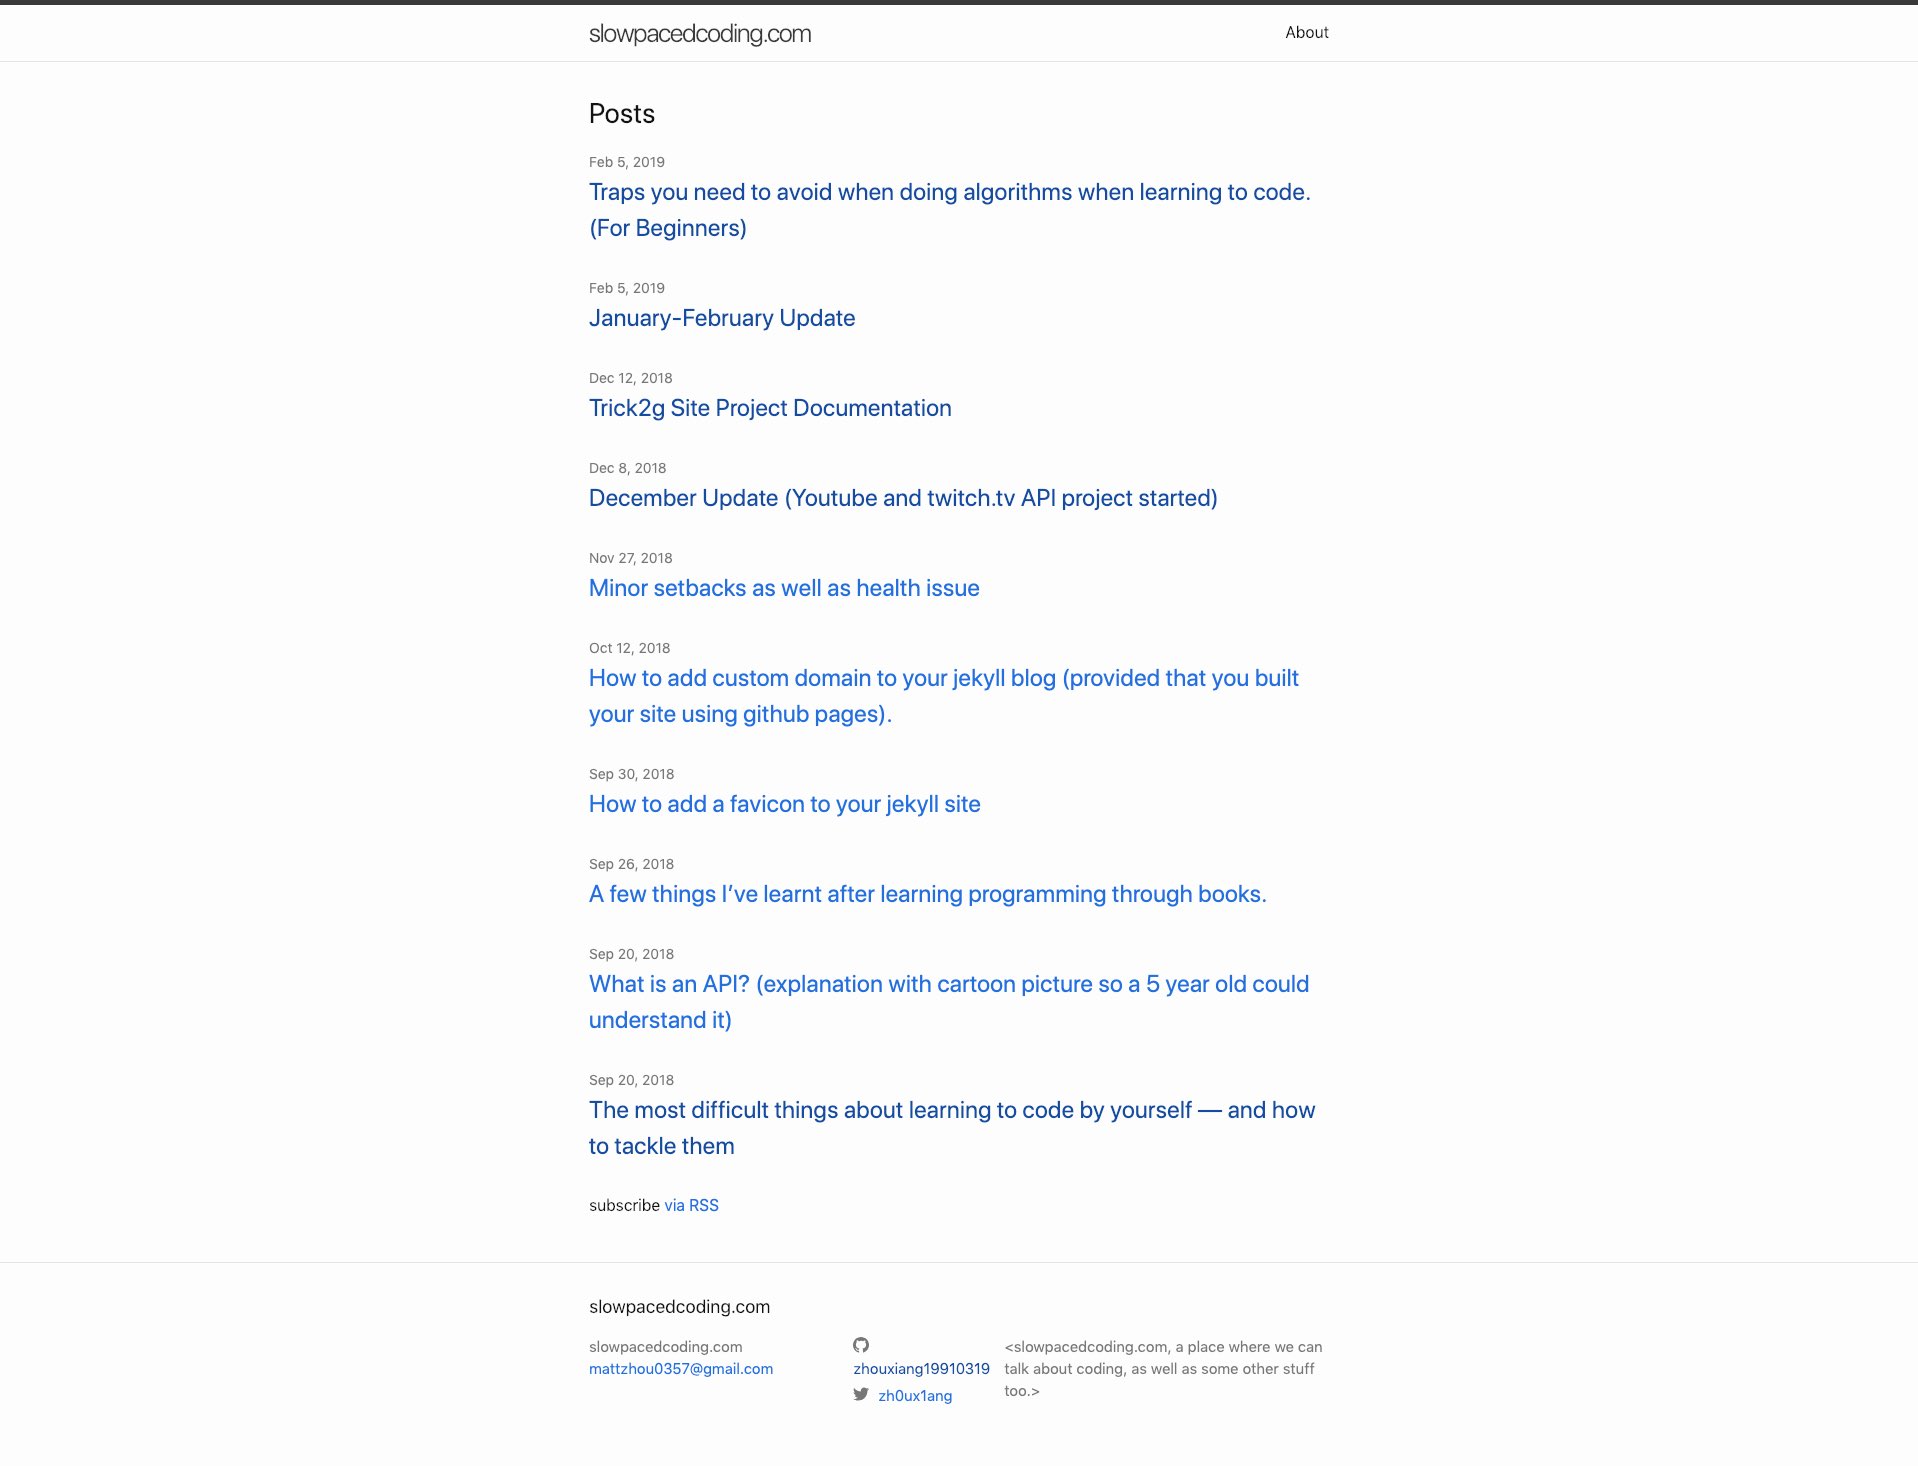 slowpacedcoding.com
About
Posts
Feb 5, 2019
Traps you need to avoid when doing algorithms when learning to code.
(For Beginners)
Feb 5, 2019
January-February Update
Dec 12, 2018
Trick2g Site Project Documentation
Dec 8, 2018
December Update (Youtube and twitch.tv API project started)
Nov 27, 2018
Minor setbacks as well as health issue
Oct 12, 2018
How to add custom domain to your jekyll blog (provided that you built
your site using github pages).
Sep 30, 2018
How to add a favicon to your jekyll site
Sep 26, 2018
A few things I’ve learnt after learning programming through books.
Sep 20, 2018
What is an API? (explanation with cartoon picture so a 5 year old could
understand it)
Sep 20, 2018
The most difficult things about learning to code by yourself — and how
to tackle them
subscribe via RSS
slowpacedcoding.com
slowpacedcoding.com
mattzhou0357@gmail.com
zhouxiang19910319
zh0ux1ang
<slowpacedcoding.com, a place where we can
talk about coding, as well as some other stuff
too.>